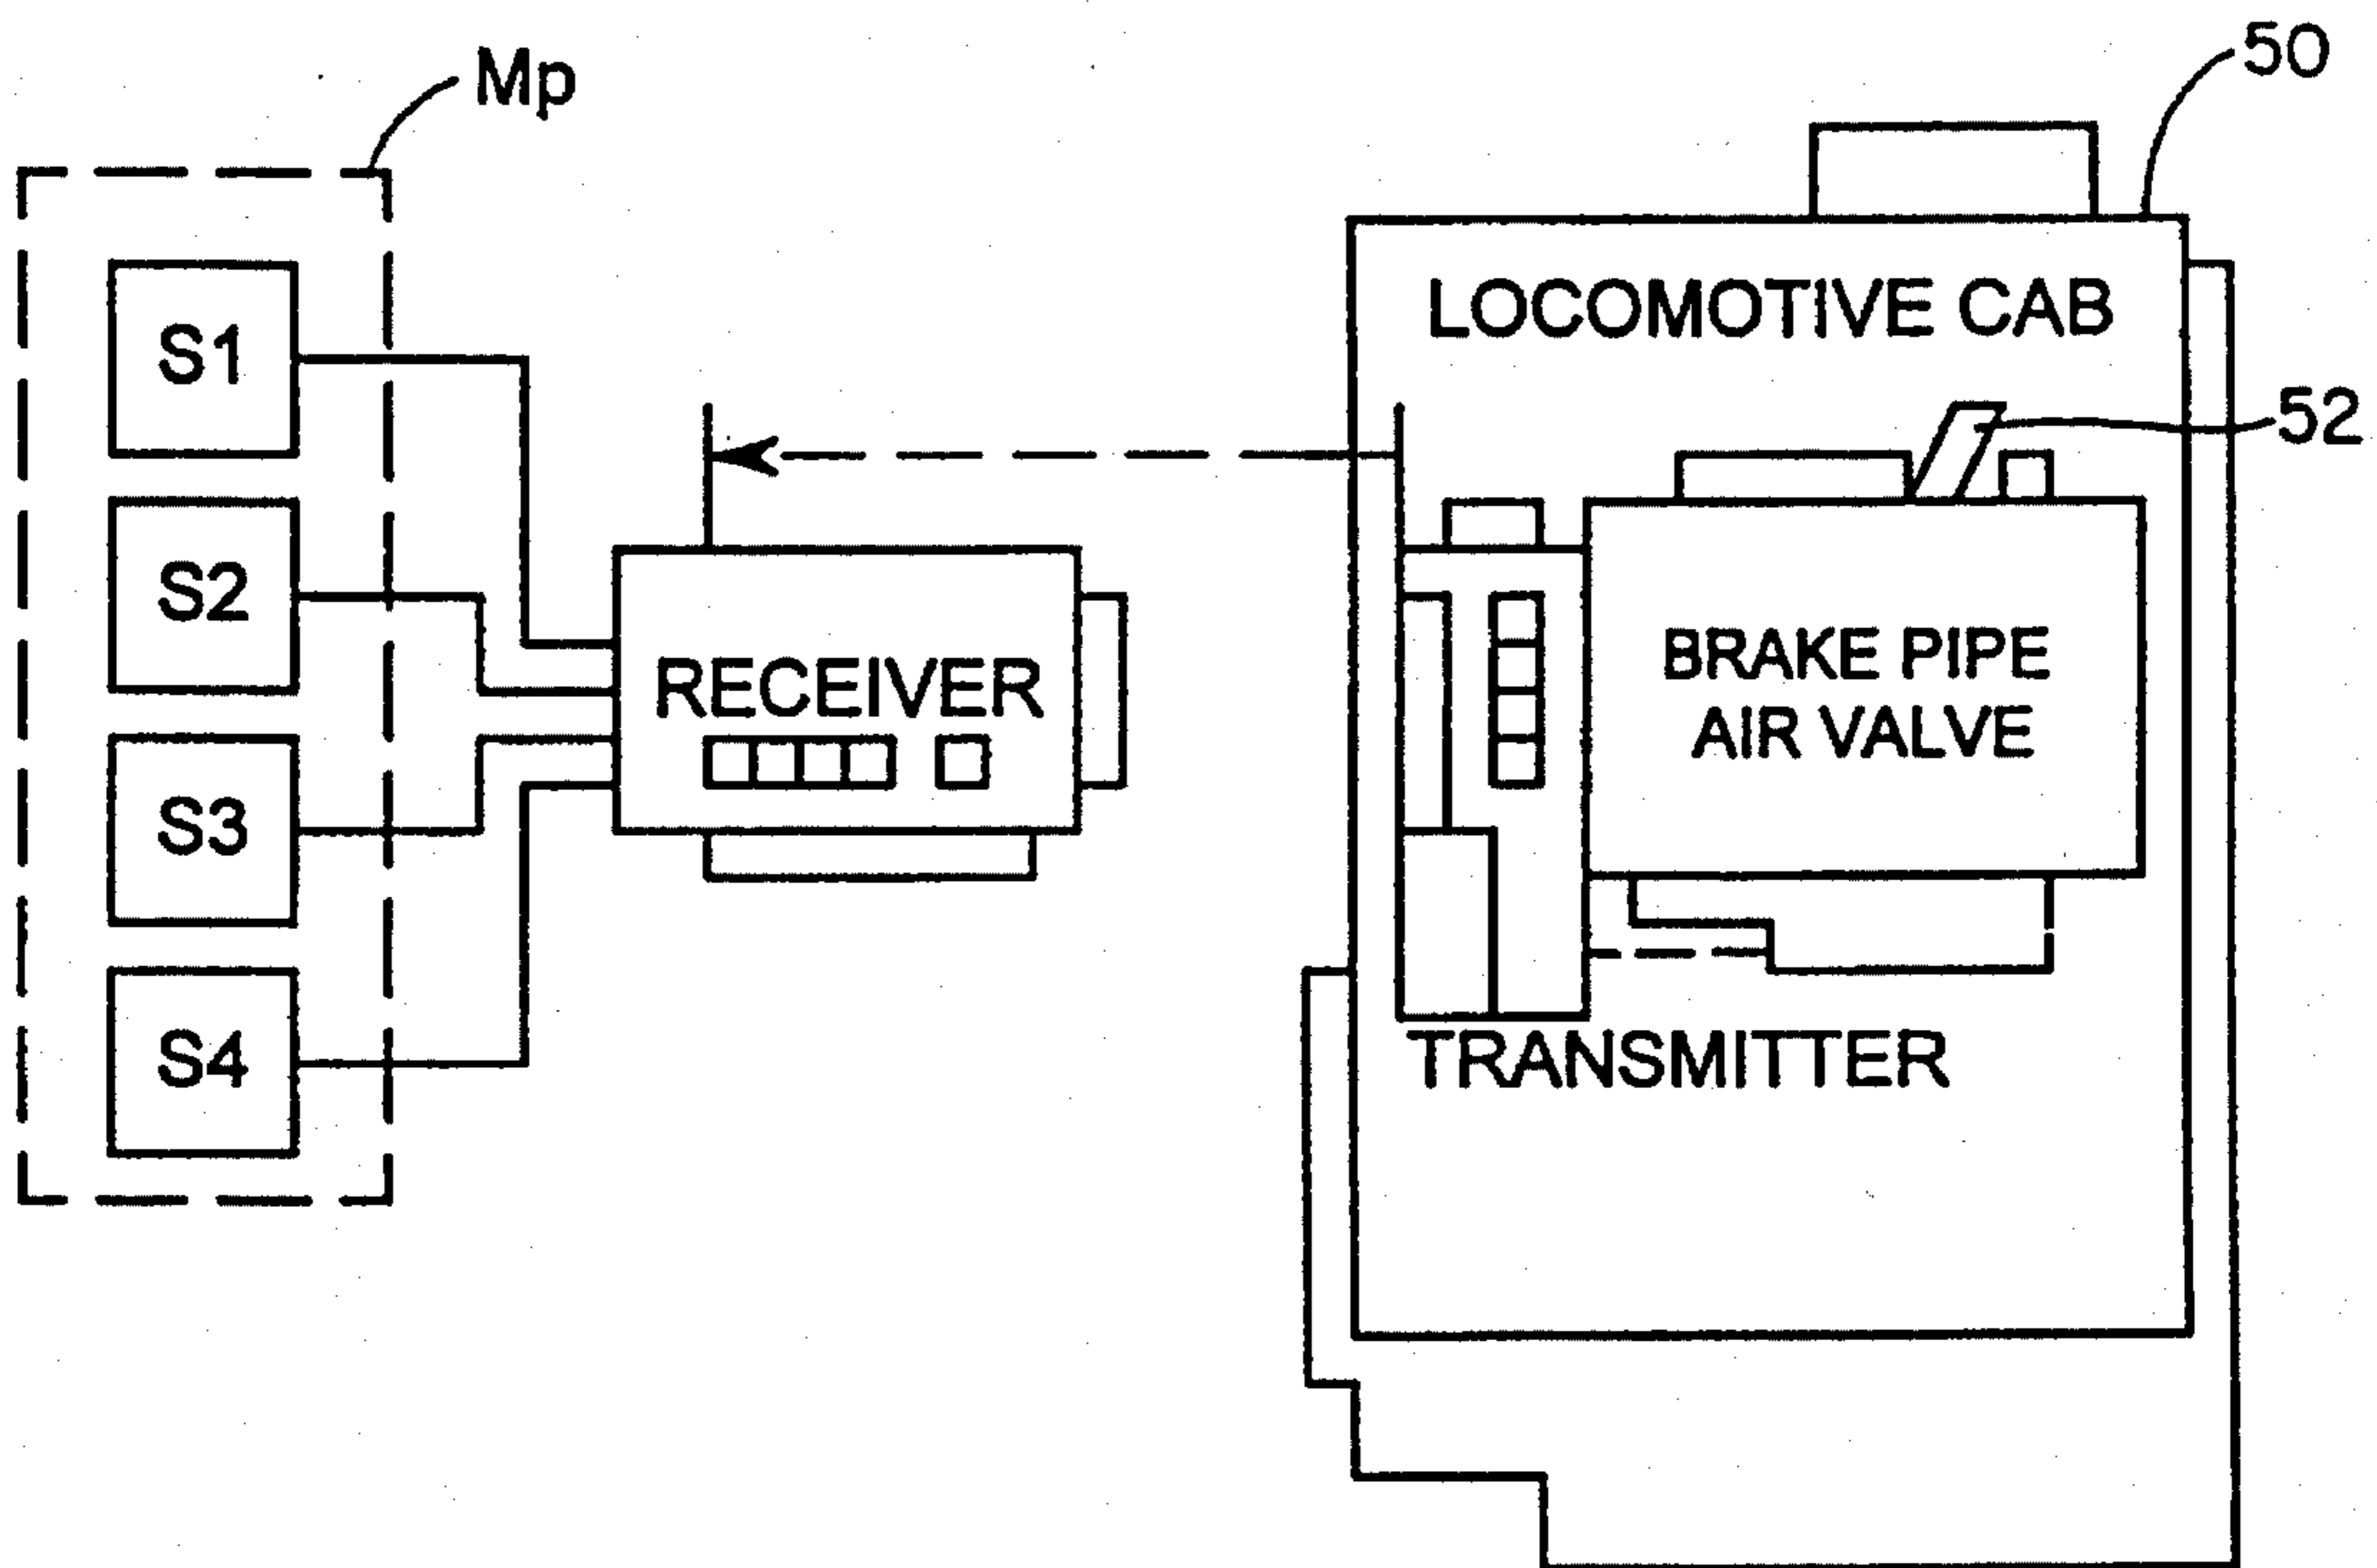 Mp
50
S1
S2
S3
S4
RECEIVER
LOCOMOTIVE CAB
52
BRAKE PIPE
AIR VALVE
TRANSMITTER